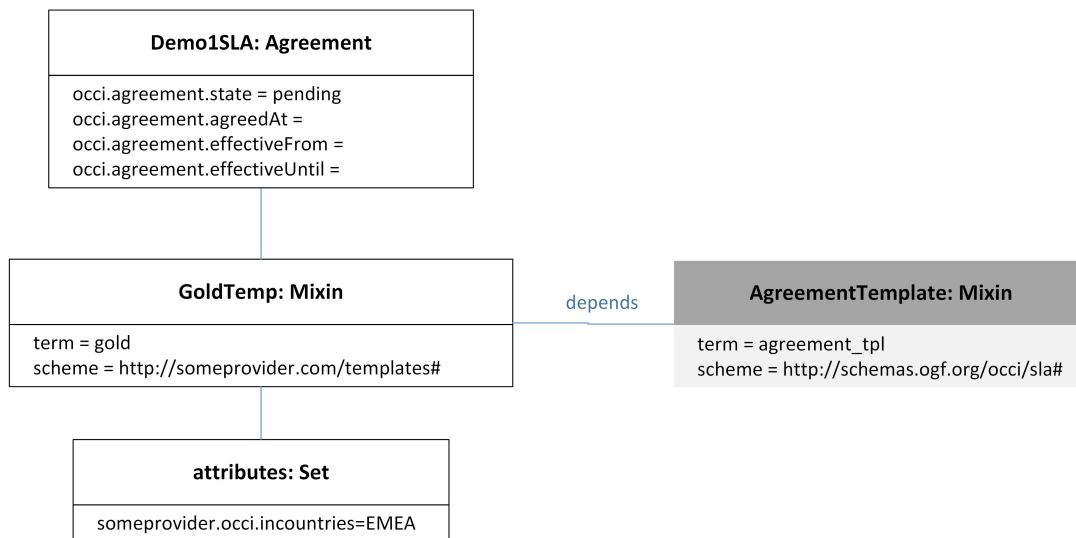 Demo1SLA: Agreement
occi.agreement.state = pending
occi.agreement.agreedAt =
occi.agreement.effectiveFrom =
occi.agreement.effectiveUntil =
GoldTemp: Mixin
term = gold
scheme = http://someprovider.com/templates#
depends
AgreementTemplate: Mixin
term = agreement_tpl
scheme = http://schemas.ogf.org/occi/sla#
attributes: Set
someprovider.occi.incountries=EMEA